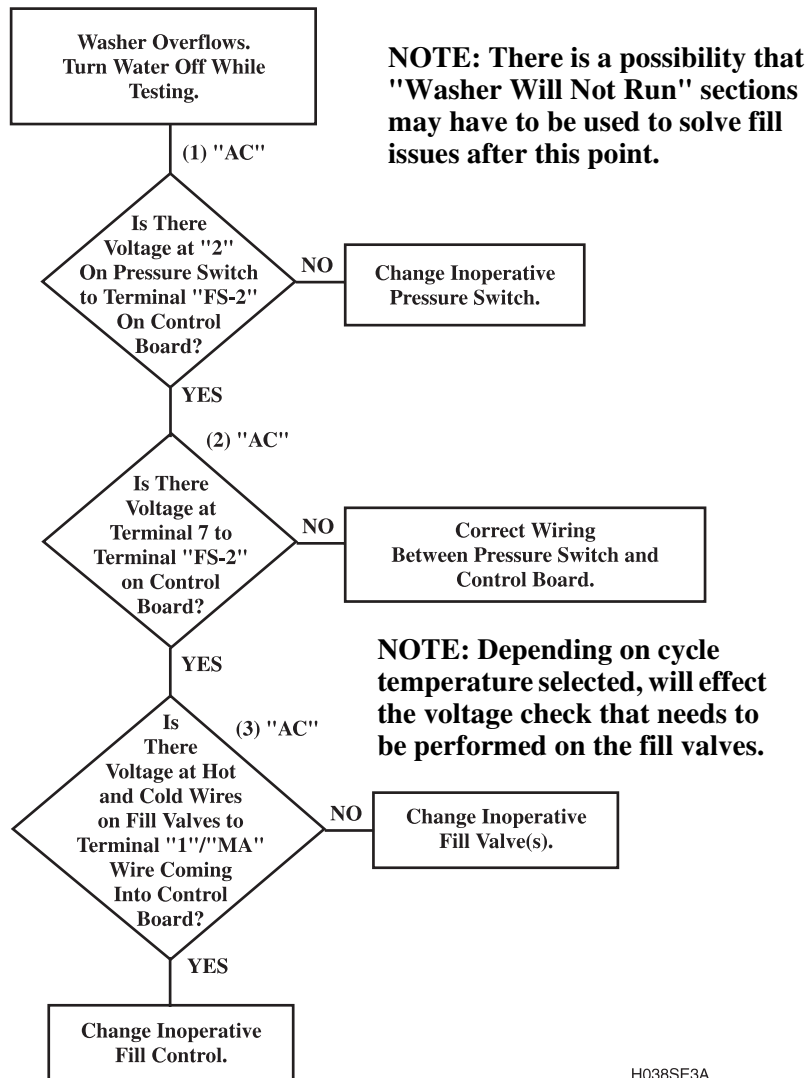 Washer Overflows.
Turn Water Off While
Testing.
NOTE: There is a possibility that
"Washer Will Not Run" sections
may have to be used to solve fill
issues after this point.
(1) "AC"
Is There
Voltage at "2"
On Pressure Switch
to Terminal "FS-2"
On Control
Board?
NO
Change Inoperative
Pressure Switch.
YES
(2) "AC"
Is There
Voltage at
Terminal 7 to
Terminal "FS-2"
on Control
Board?
NO
Correct Wiring
Between Pressure Switch and
Control Board.
YES
NOTE: Depending on cycle
temperature selected, will effect
the voltage check that needs to
be performed on the fill valves.
(3) "AC"
Is
There
Voltage at Hot
and Cold Wires
on Fill Valves to
Terminal "1"/"MA"
Wire Coming
Into Control
Board?
NO
Change Inoperative
Fill Valve(s).
YES
Change Inoperative
Fill Control.
H038SE3A